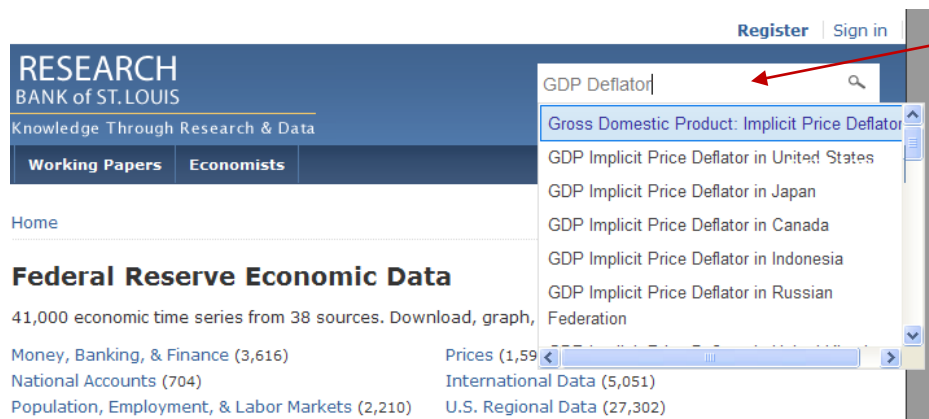 Register Sign in
RESEARCH
BANK of ST. LOUIS
Knowledge Through Research & Data
GDP Deflator
Working Papers Economists
Gross Domestic Product: Implicit Price Deflator
GDP Implicit Price Deflator in United States
GDP Implicit Price Deflator in Japan
GDP Implicit Price Deflator in Canada
GDP Implicit Price Deflator in Indonesia
GDP Implicit Price Deflator in Russian
Federation
Home
Federal Reserve Economic Data
41,000 economic time series from 38 sources. Download, graph,
Money, Banking, & Finance (3,616)
Prices (1,59
National Accounts (704)
International Data (5,051)
Population, Employment, & Labor Markets (2,210)
U.S. Regional Data (27,302)